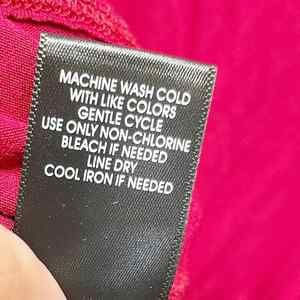 MACHINE WASH COLD
WITH LIKE COLORS
GENTLE CYCLE
USE ONLY NON-CHLORINE
BLEACH IF NEEDED
LINE DRY
COOL IRON IF NEEDED